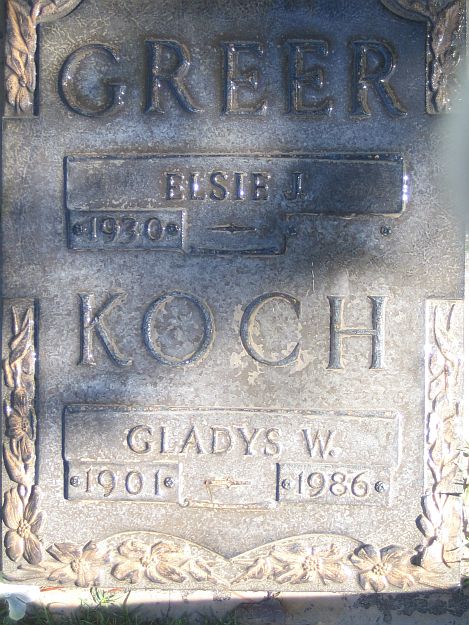 GREER
ELSIE J.
1930
KOCH
GLADYS W.
1901 1986